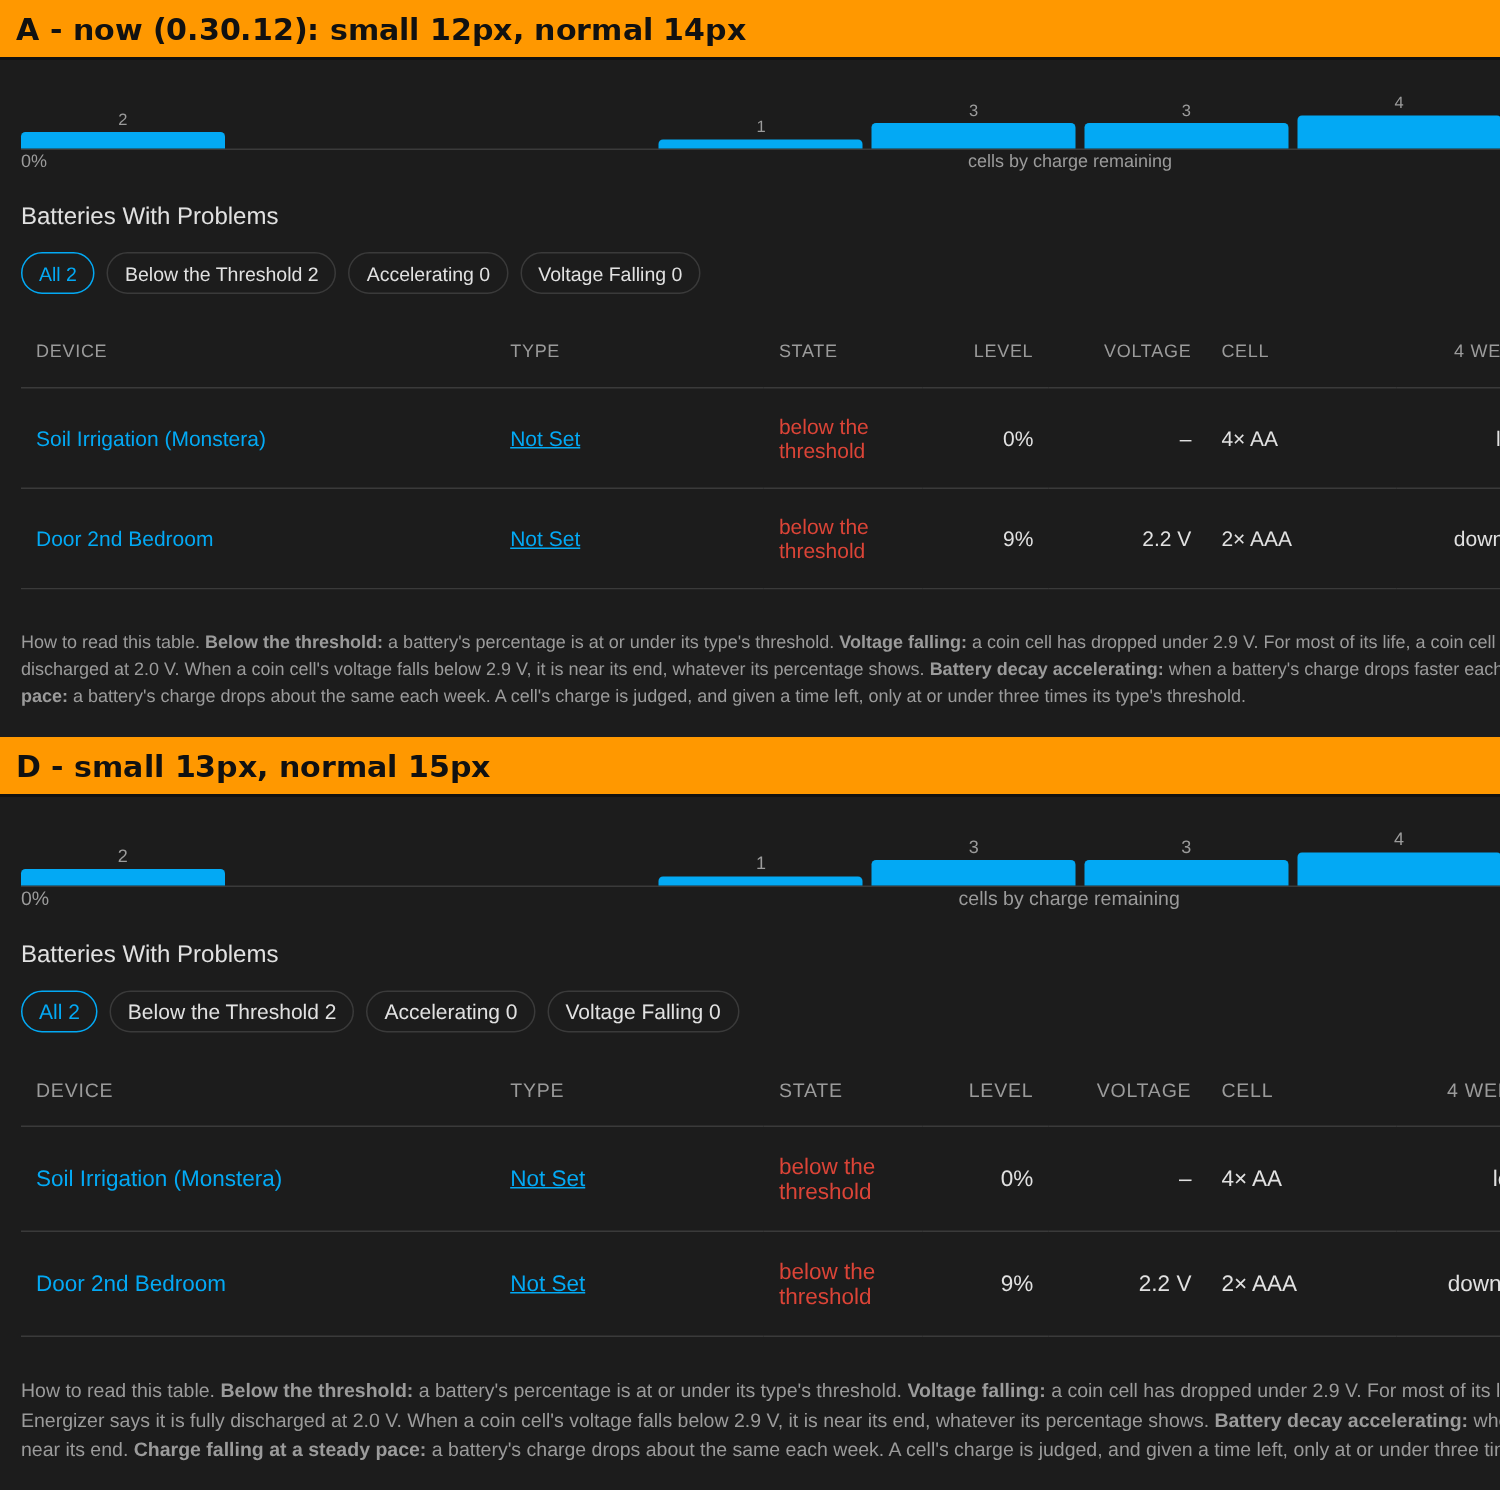 A - now (0.30.12): small 12px, normal 14px
2 1 3 3 4
0% cells by charge remaining
Batteries With Problems
All 2 Below the Threshold 2 Accelerating 0 Voltage Falling 0
DEVICE TYPE STATE LEVEL VOLTAGE CELL 4 WE
Soil Irrigation (Monstera) Not Set below the threshold 0% – 4× AA
Door 2nd Bedroom Not Set below the threshold 9% 2.2 V 2× AAA down
How to read this table. Below the threshold: a battery's percentage is at or under its type's threshold. Voltage falling: a coin cell has dropped under 2.9 V. For most of its life, a coin cell
discharged at 2.0 V. When a coin cell's voltage falls below 2.9 V, it is near its end, whatever its percentage shows. Battery decay accelerating: when a battery's charge drops faster each
pace: a battery's charge drops about the same each week. A cell's charge is judged, and given a time left, only at or under three times its type's threshold.
D - small 13px, normal 15px
2 1 3 3 4
0% cells by charge remaining
Batteries With Problems
All 2 Below the Threshold 2 Accelerating 0 Voltage Falling 0
DEVICE TYPE STATE LEVEL VOLTAGE CELL 4 WE
Soil Irrigation (Monstera) Not Set below the threshold 0% – 4× AA
Door 2nd Bedroom Not Set below the threshold 9% 2.2 V 2× AAA down
How to read this table. Below the threshold: a battery's percentage is at or under its type's threshold. Voltage falling: a coin cell has dropped under 2.9 V. For most of its
Energizer says it is fully discharged at 2.0 V. When a coin cell's voltage falls below 2.9 V, it is near its end, whatever its percentage shows. Battery decay accelerating:
near its end. Charge falling at a steady pace: a battery's charge drops about the same each week. A cell's charge is judged, and given a time left, only at or under three